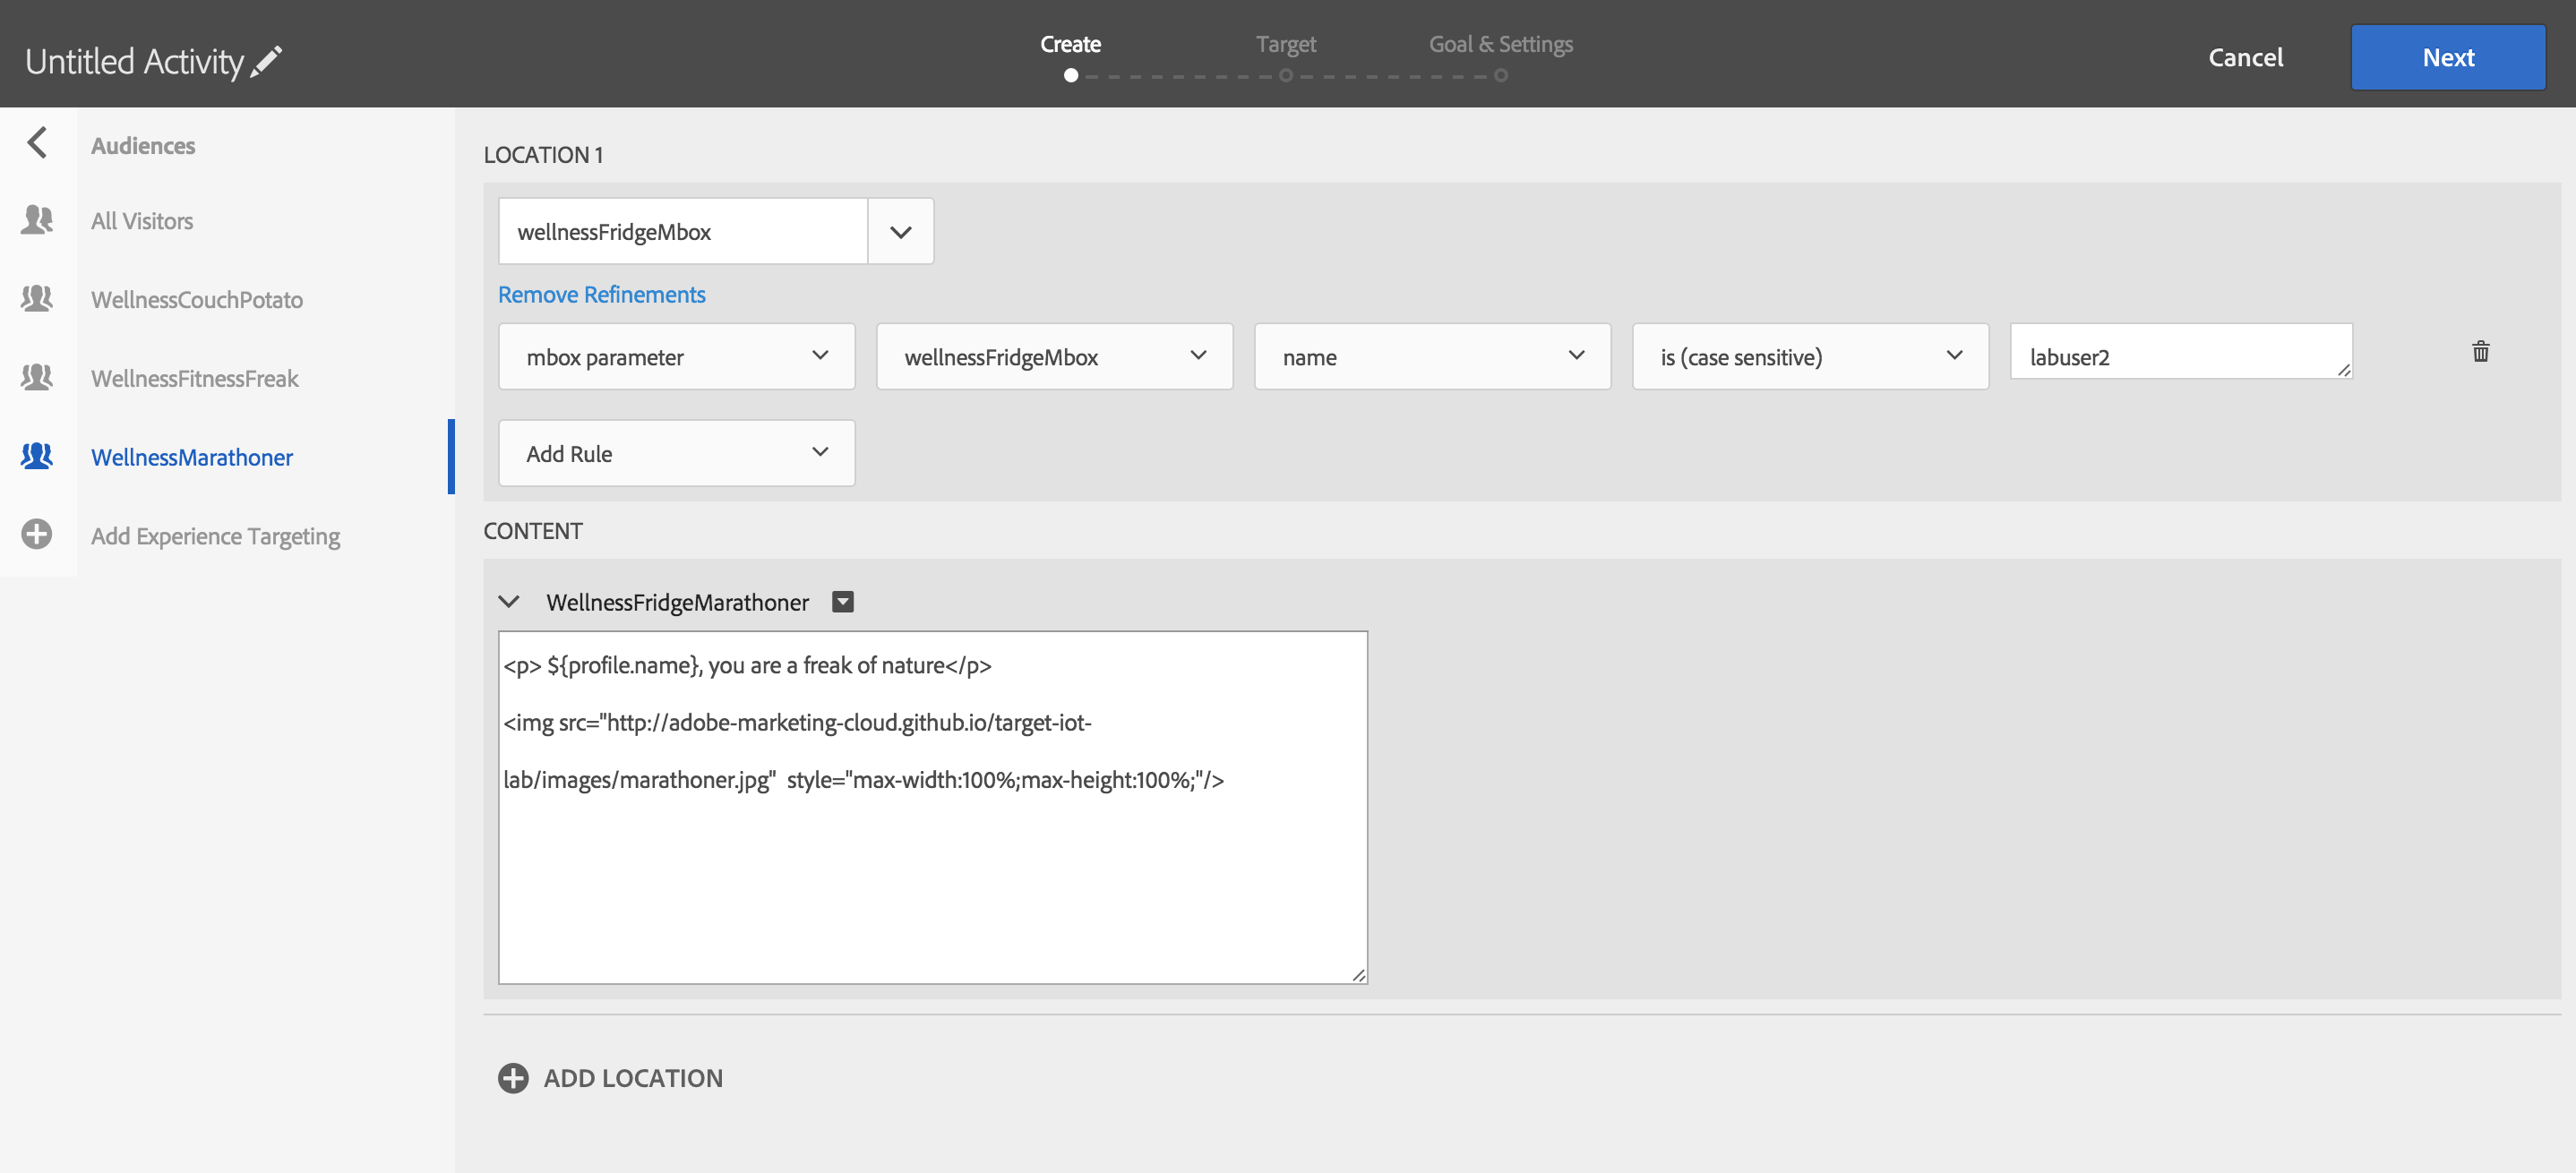 Untitled Activity
Create
Target
Goal & Settings
Cancel
Next
Audiences
All Visitors
WellnessCouchPotato
WellnessFitnessFreak
WellnessMarathoner
Add Experience Targeting
LOCATION 1
wellnessFridgeMbox
Remove Refinements
mbox parameter
wellnessFridgeMbox
name
is (case sensitive)
labuser2
Add Rule
CONTENT
WellnessFridgeMarathoner
<p> ${profile.name}, you are a freak of nature</p>
<img src="http://adobe-marketing-cloud.github.io/target-iot-
lab/images/marathoner.jpg"  style="max-width:100%;max-height:100%;"/>
ADD LOCATION